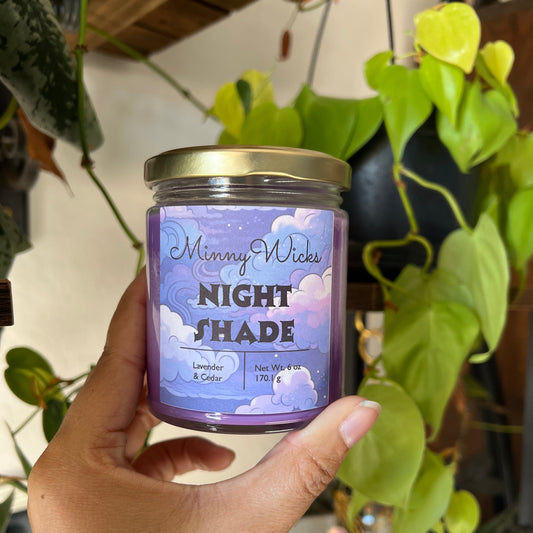 MinnyWicks
NIGHT
SHADE
Lavender
& Cedar
Net Wt. 6 oz
170.1 g